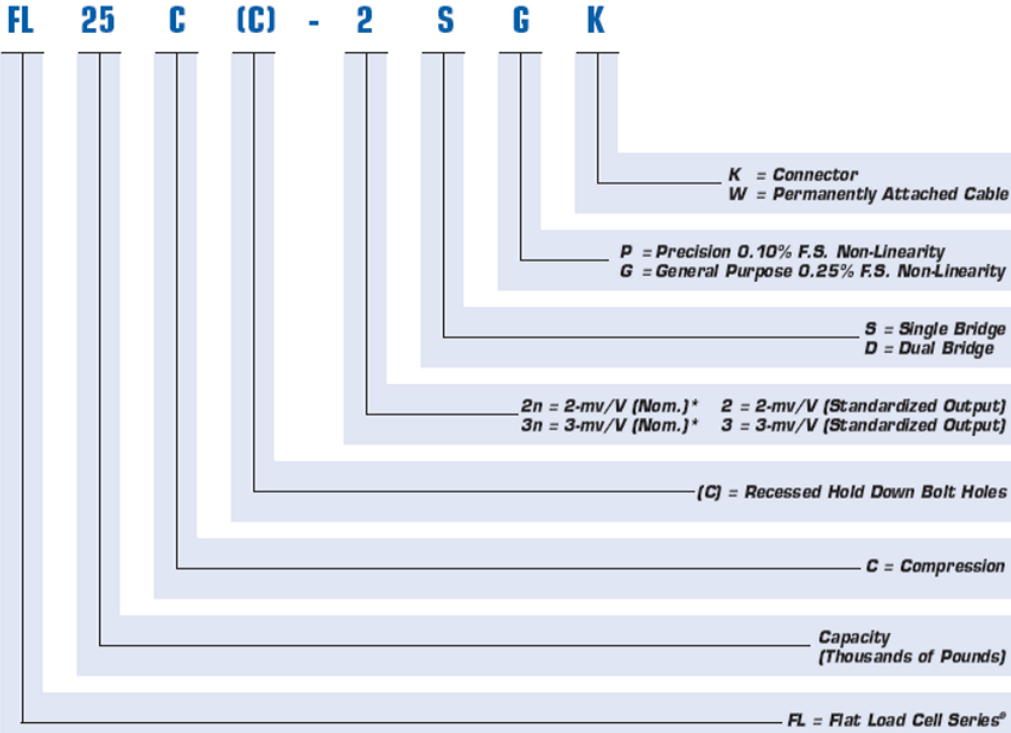 FL 25 C (C) - 2 S G K
K = Connector
W = Permanently Attached Cable
P = Precision 0.10% F.S. Non-Linearity
G = General Purpose 0.25% F.S. Non-Linearity
S = Single Bridge
D = Dual Bridge
2n = 2-mv/V (Nom.)* 2 = 2-mv/V (Standardized Output)
3n = 3-mv/V (Nom.)* 3 = 3-mv/V (Standardized Output)
(C) = Recessed Hold Down Bolt Holes
C = Compression
Capacity
(Thousands of Pounds)
FL = Flat Load Cell Series®